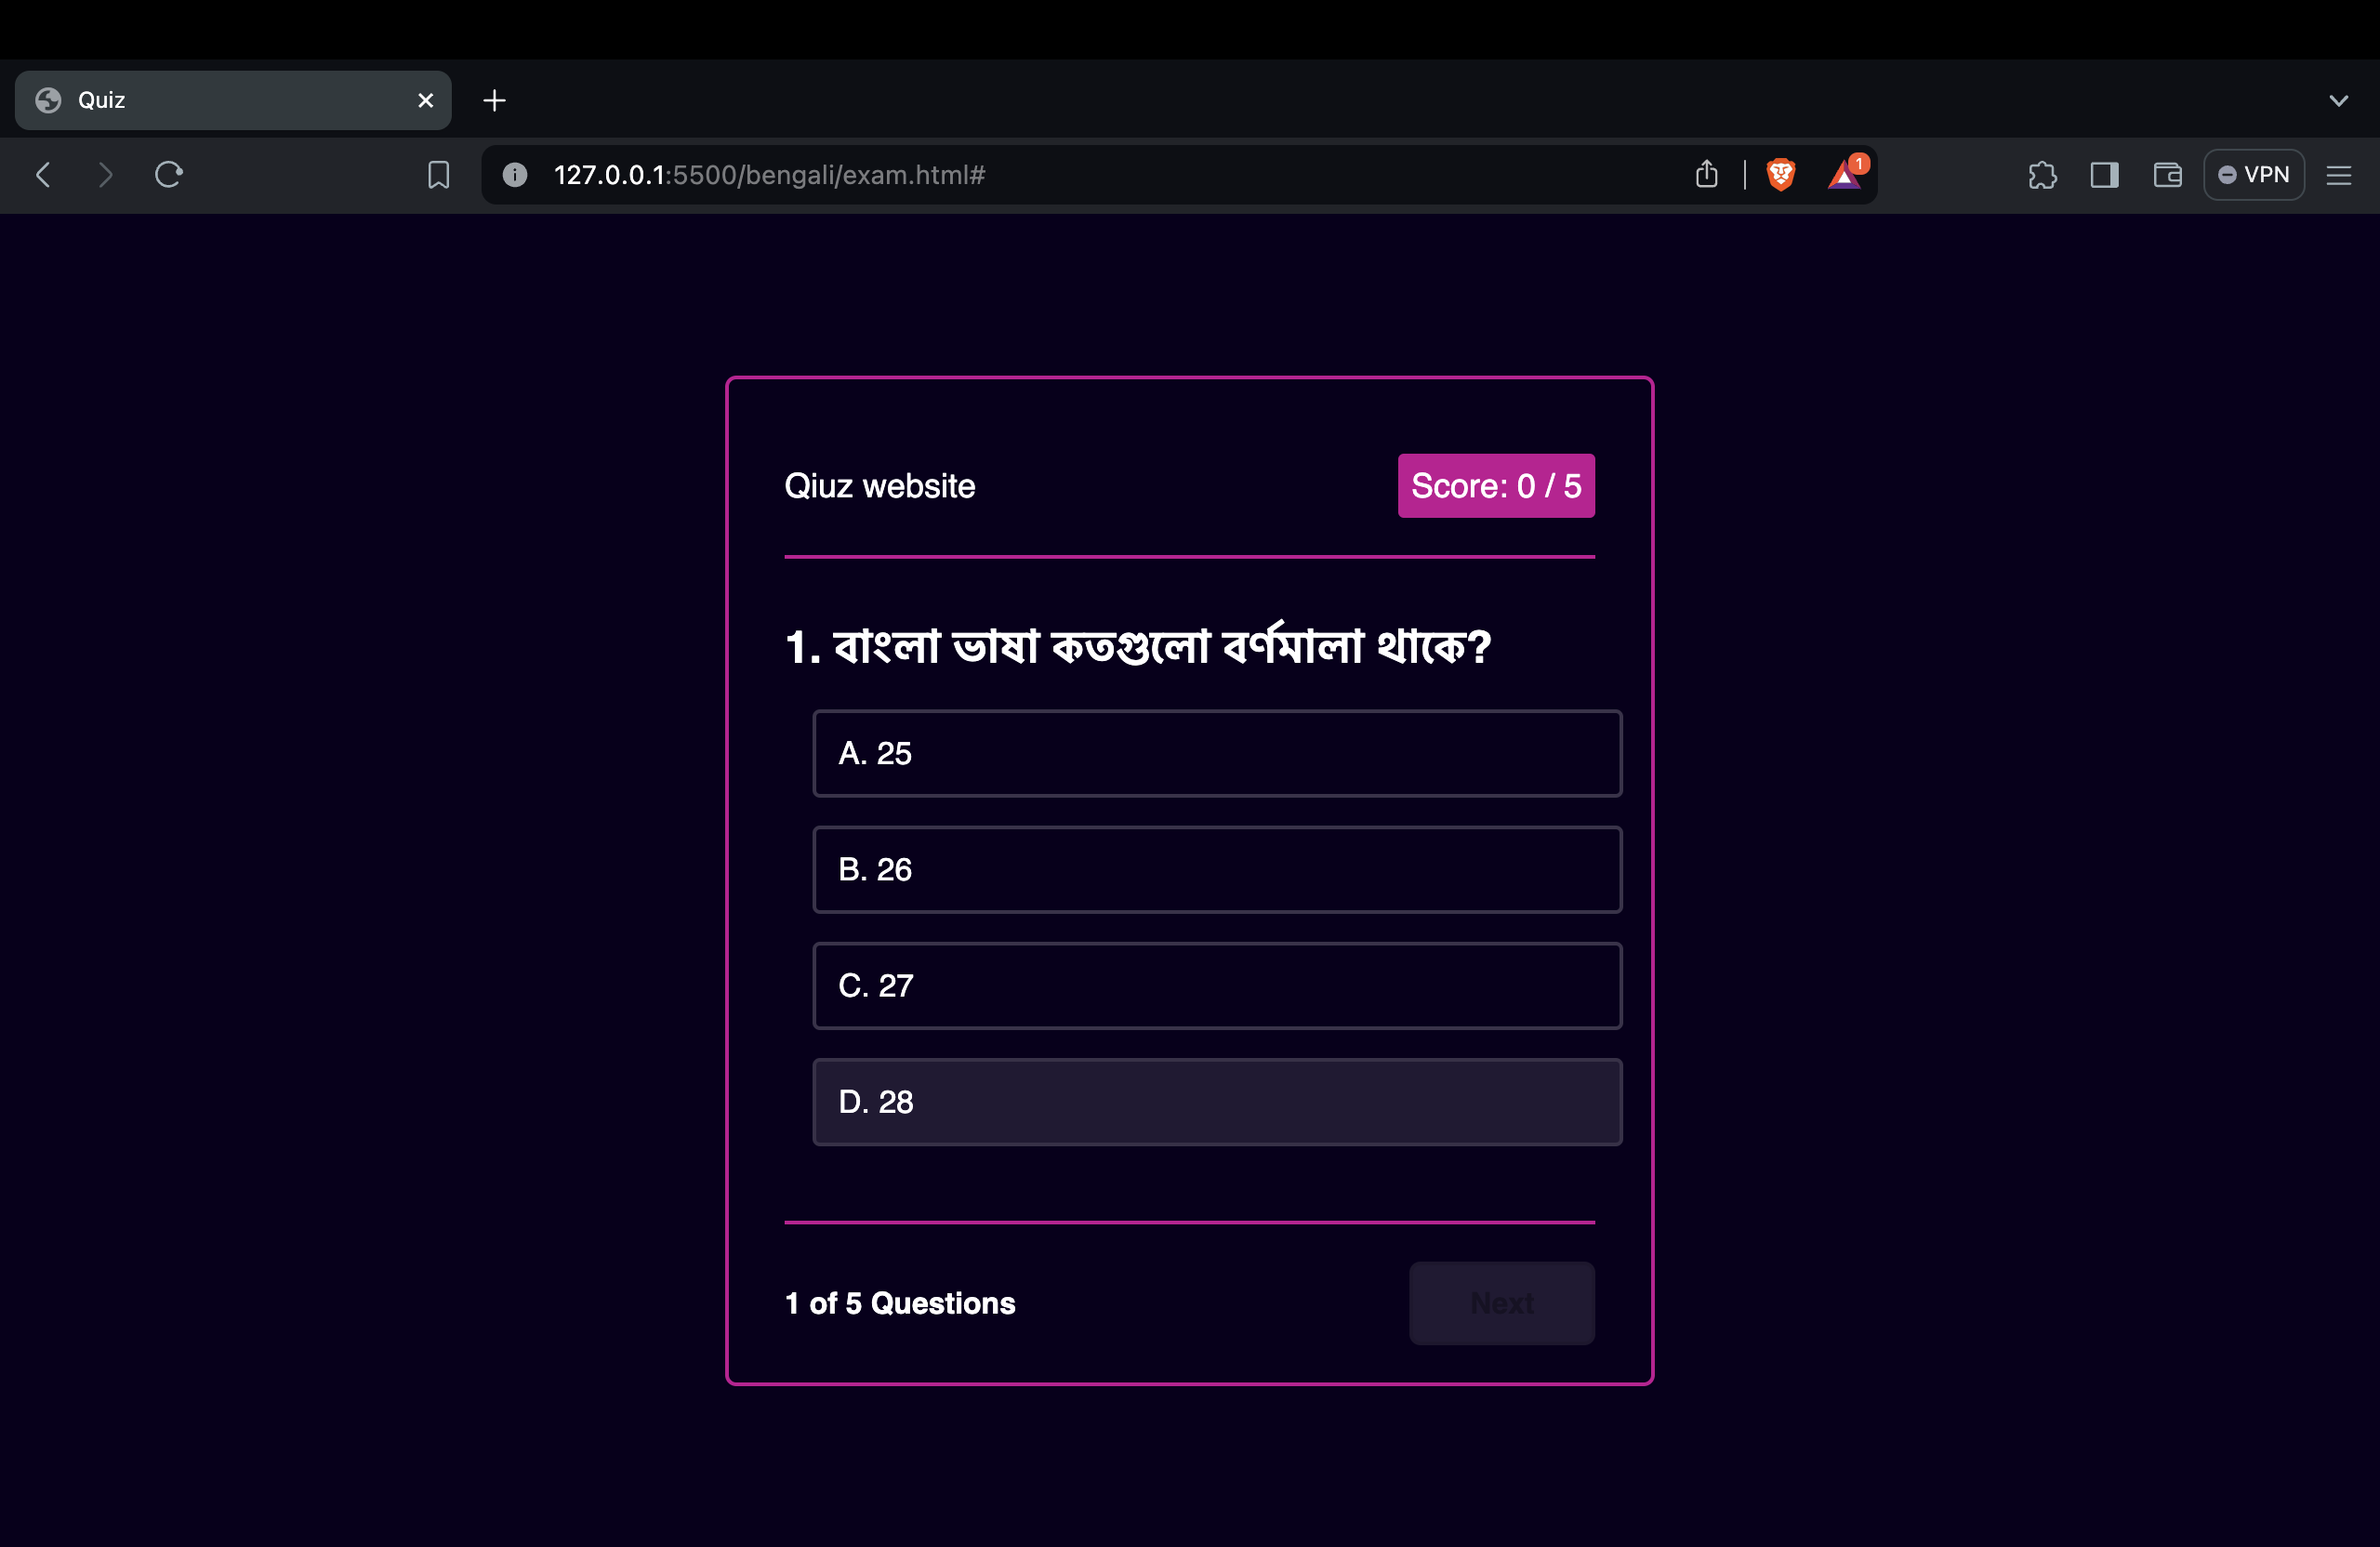 Quiz
127.0.0.1:5500/bengali/exam.html#
1
VPN
Qiuz website
Score: 0 / 5
1. বাংলা ভাষা কতগুলো বর্ণমালা থাকে?
A. 25
B. 26
C. 27
D. 28
1 of 5 Questions
Next